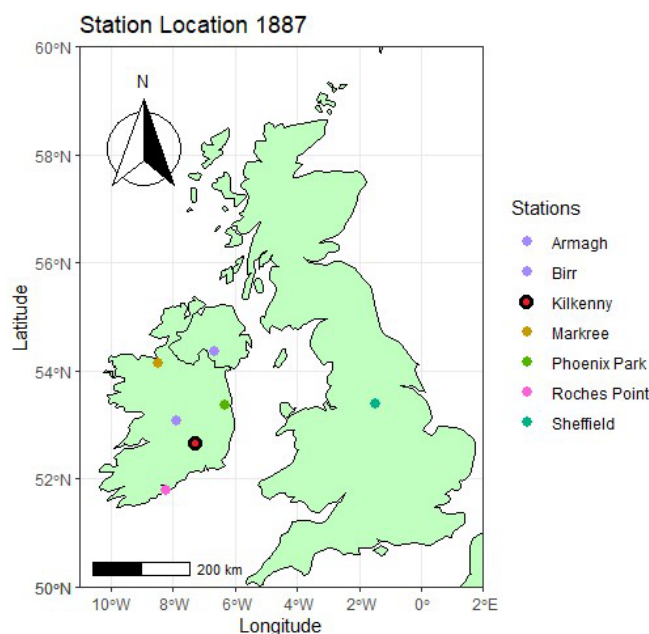 Station Location 1887
60°N
58°N
56°N
54°N
52°N
50°N
Latitude
N
200 km
10°W 8°W 6°W 4°W 2°W 0° 2°E
Longitude
Stations
Armagh
Birr
Kilkenny
Markree
Phoenix Park
Roches Point
Sheffield